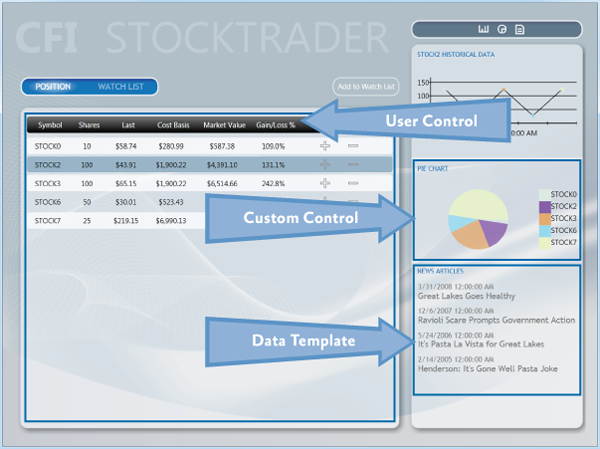 CFI STOCKTRADER
POSITION WATCH LIST
Add to Watch List
Symbol Shares Last Cost Basis Market Value Gain/Loss %
STOCK0 10 $58.74 $280.99 $587.38 109.0%
STOCK2 100 $43.91 $1,900.22 $4,391.10 131.1%
STOCK3 100 $65.15 $1,900.22 $6,514.66 242.8%
STOCK6 50 $30.01 $523.43
STOCK7 25 $219.15 $6,990.13
User Control
Custom Control
Data Template
STOCK2 HISTORICAL DATA
150
100
50
0:00 AM
PIE CHART
STOCK0
STOCK2
STOCK3
STOCK6
STOCK7
NEWS ARTICLES
3/31/2008 12:00:00 AM
Great Lakes Goes Healthy
12/6/2007 12:00:00 AM
Ravioli Scare Prompts Government Action
5/24/2006 12:00:00 AM
It's Pasta La Vista for Great Lakes
2/14/2005 12:00:00 AM
Henderson: It's Gone Well Pasta Joke